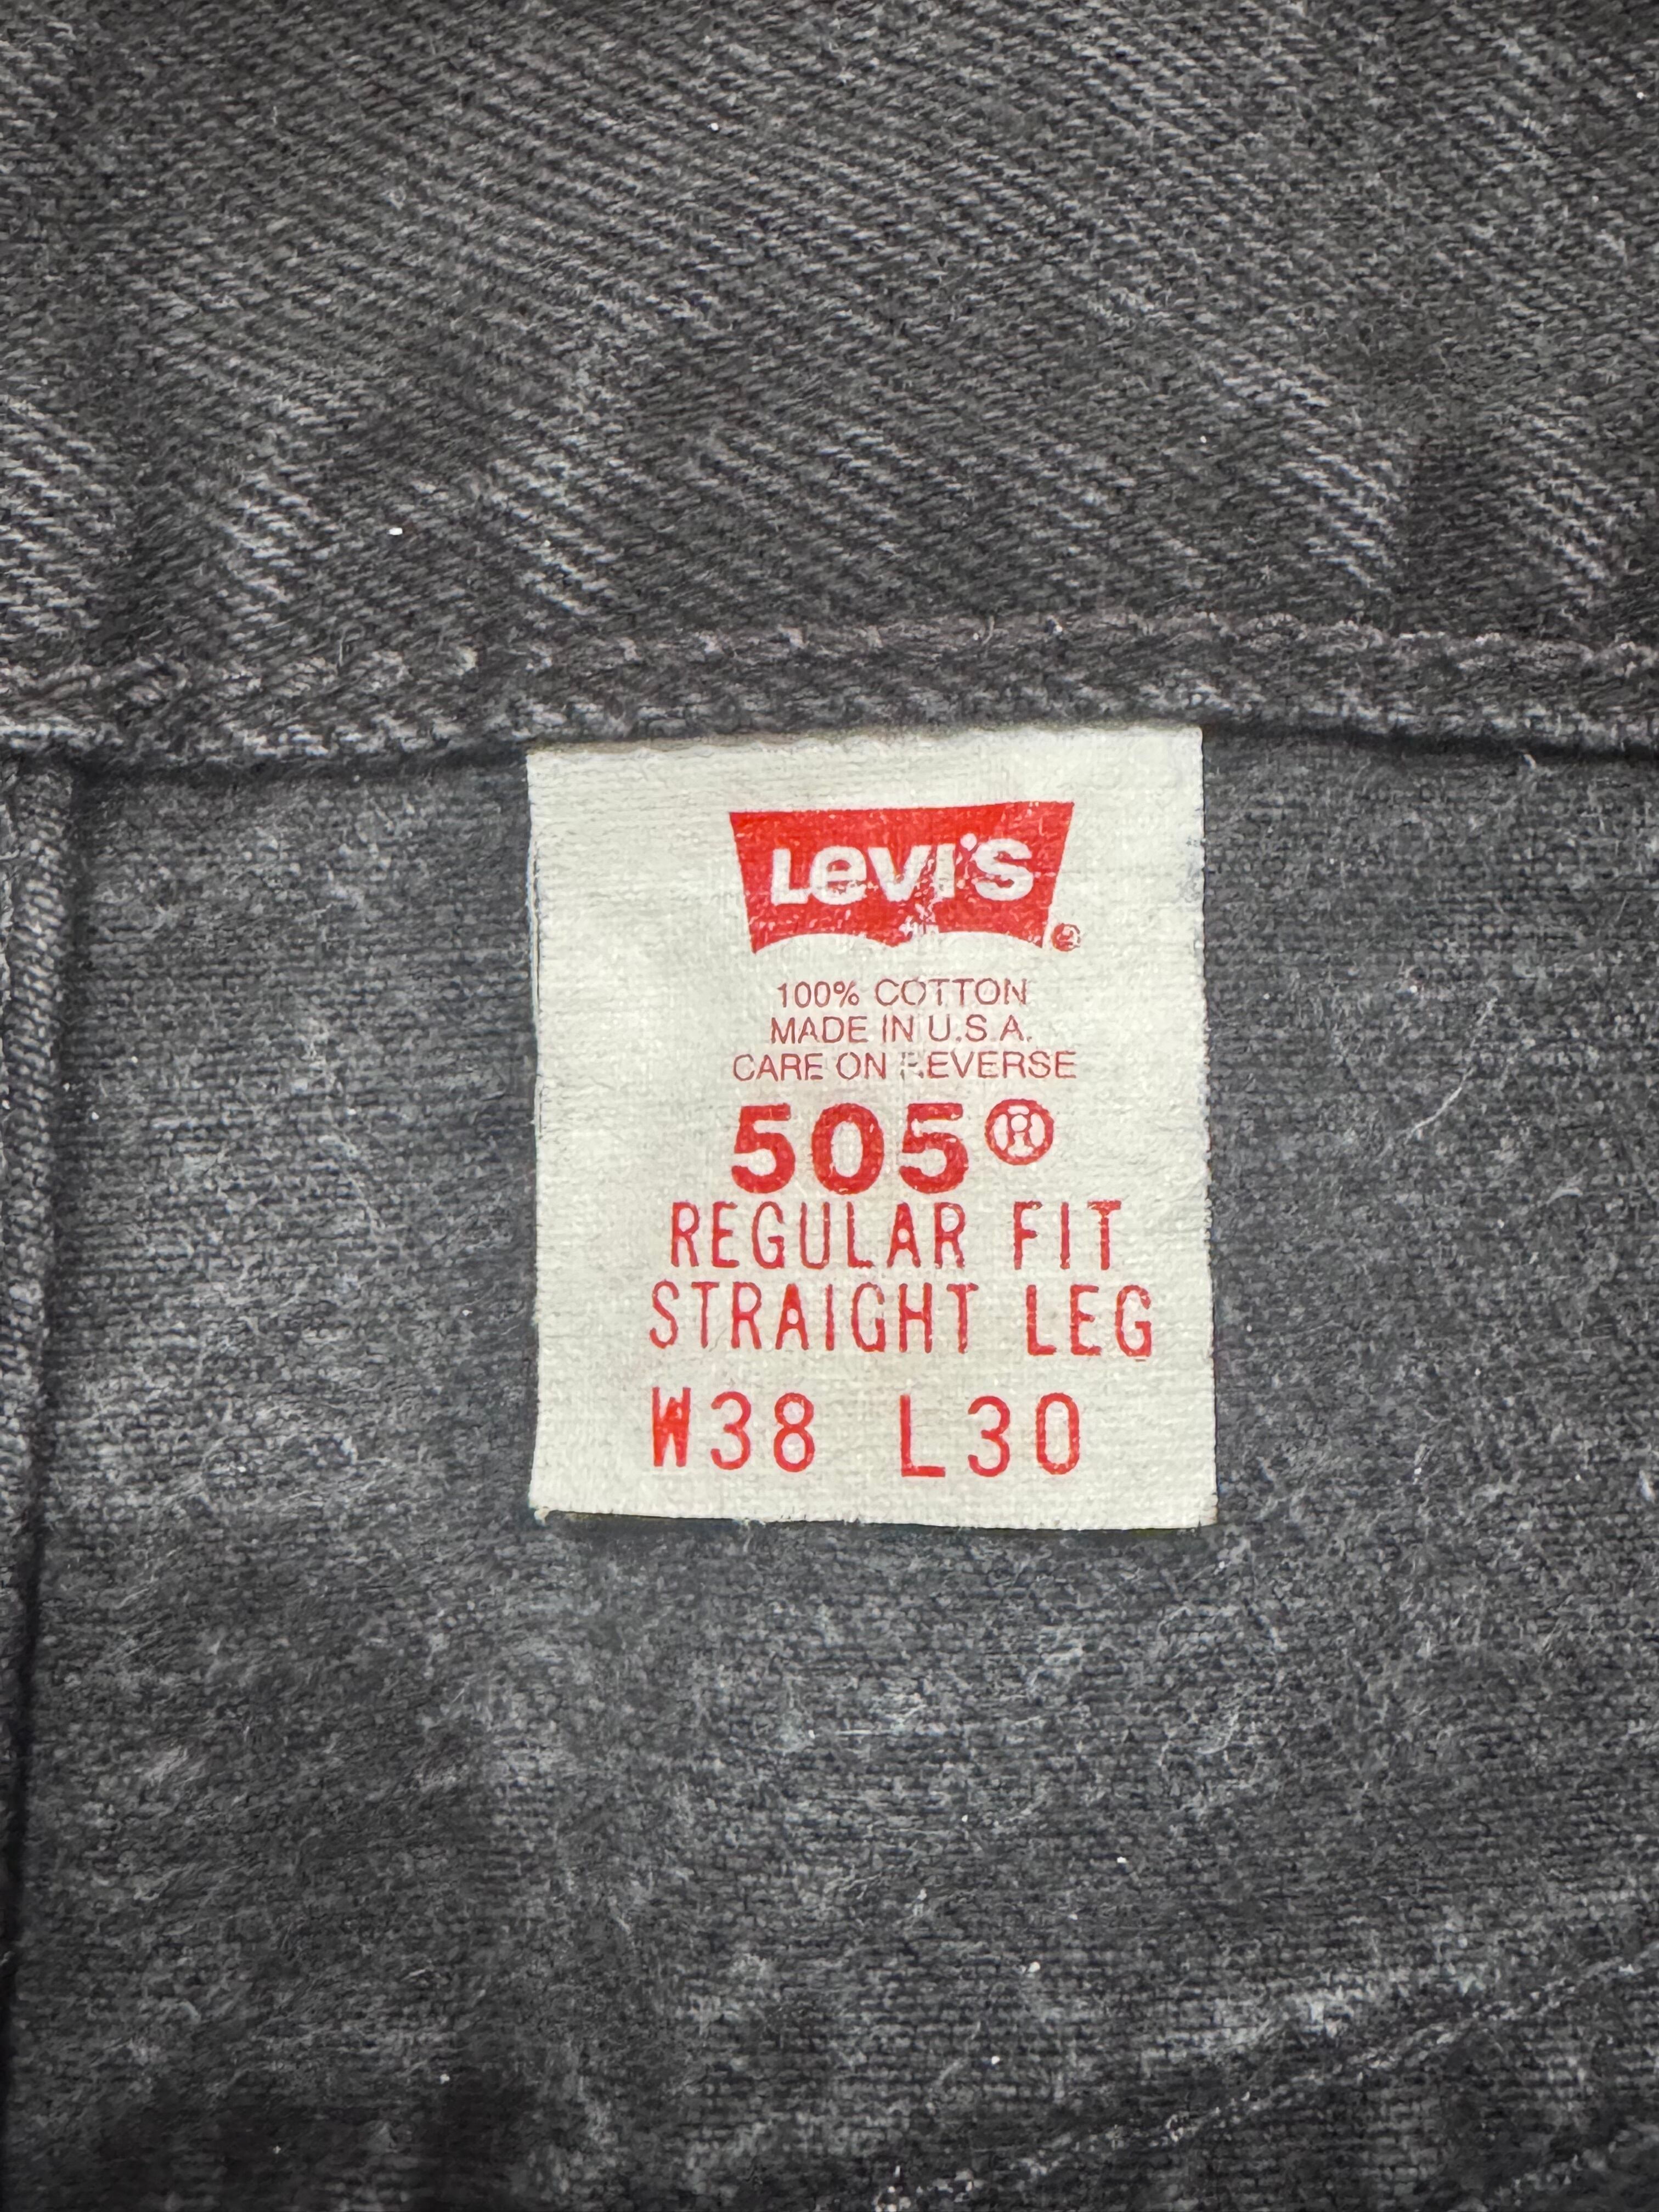 Levi's ®
100% COTTON
MADE IN U.S.A.
CARE ON REVERSE
505®
REGULAR FIT
STRAIGHT LEG
W38 L30